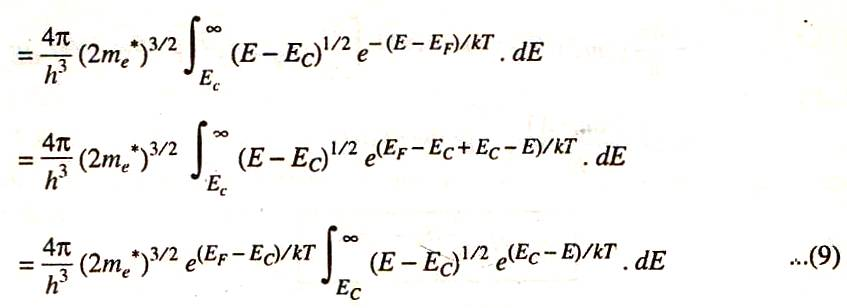 = 4π/h³ (2mₑ*)^3/2 ∫_{E_c}^{∞} (E – E_C)^1/2 e^{– (E – E_F)/kT} . dE
= 4π/h³ (2mₑ*)^3/2 ∫_{E_c}^{∞} (E – E_C)^1/2 e^{(E_F – E_C + E_C – E)/kT} . dE
= 4π/h³ (2mₑ*)^3/2 e^{(E_F – E_C)/kT} ∫_{E_C}^{∞} (E – E_C)^1/2 e^{(E_C – E)/kT} . dE ...(9)